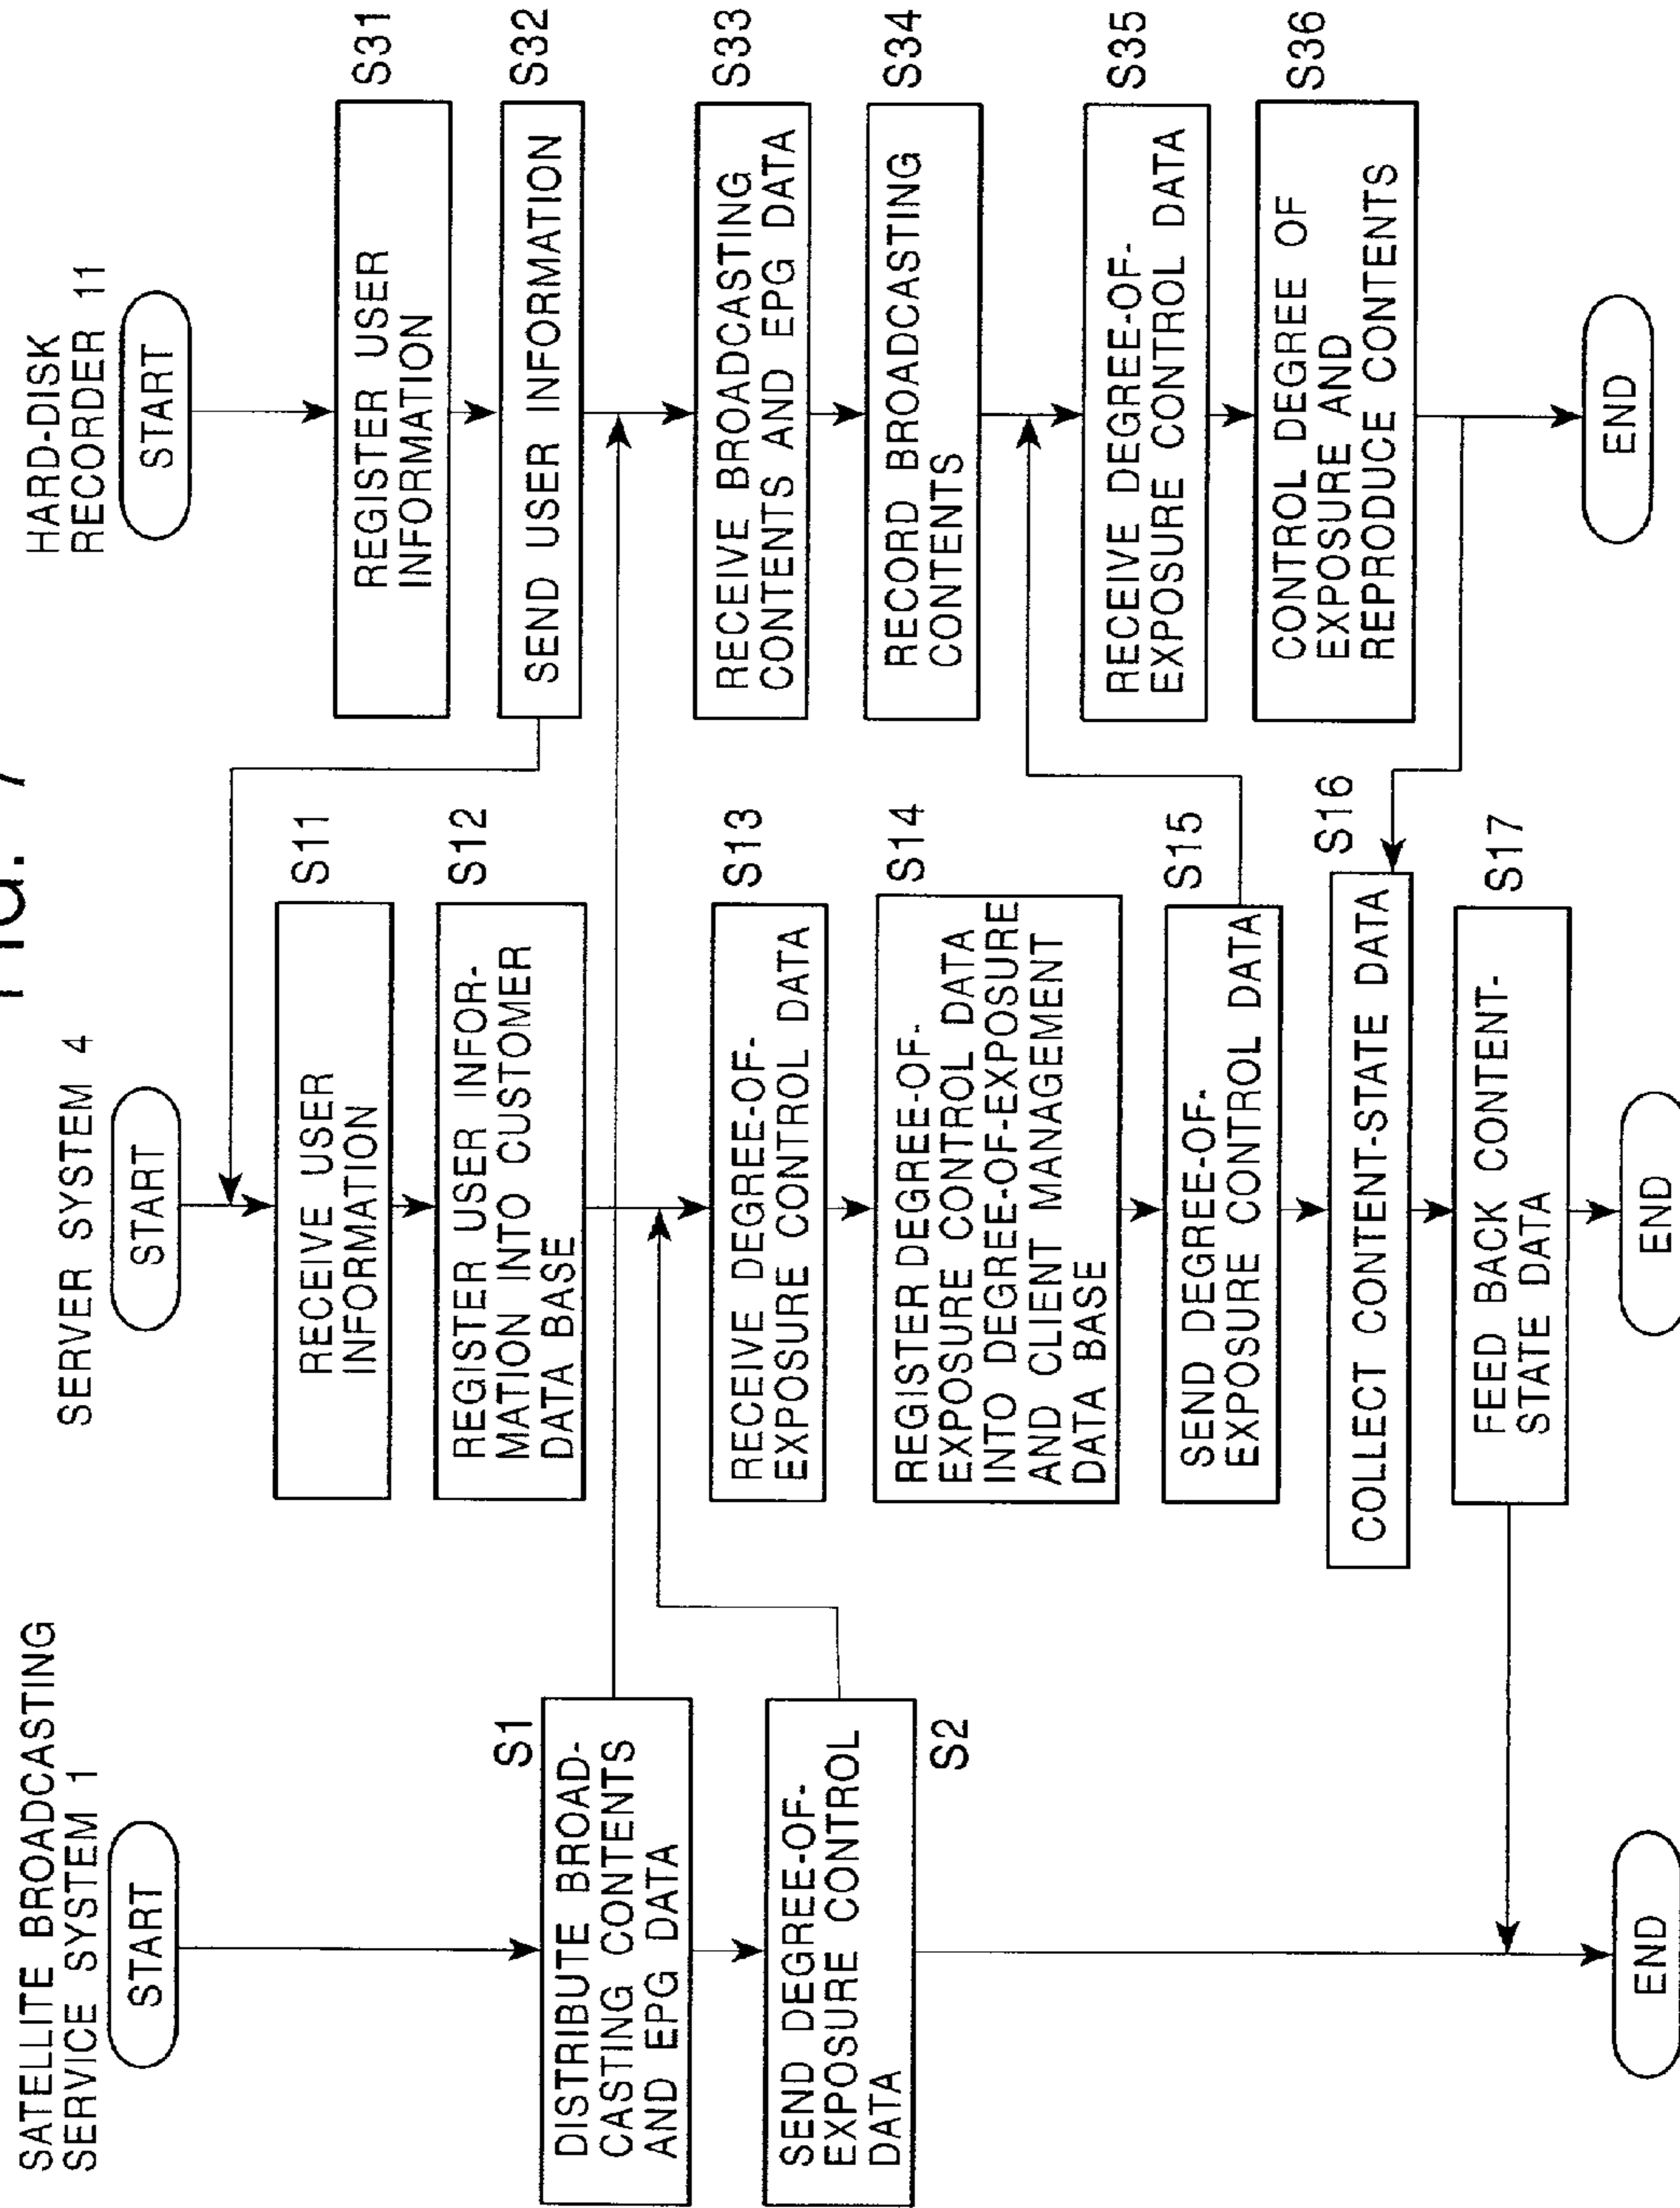 FIG. 7
SATELLITE BROADCASTING
SERVICE SYSTEM 1
START
S1
DISTRIBUTE BROAD-
CASTING CONTENTS
AND EPG DATA
SEND DEGREE-OF-
EXPOSURE CONTROL
DATA
S2
END
SERVER SYSTEM 4
START
S11
RECEIVE USER
INFORMATION
S12
REGISTER USER INFOR-
MATION INTO CUSTOMER
DATA BASE
S13
RECEIVE DEGREE-OF-
EXPOSURE CONTROL DATA
S14
REGISTER DEGREE-OF-
EXPOSURE CONTROL DATA
INTO DEGREE-OF-EXPOSURE
AND CLIENT MANAGEMENT
DATA BASE
S15
SEND DEGREE-OF-
EXPOSURE CONTROL DATA
S16
COLLECT CONTENT-STATE DATA
S17
FEED BACK CONTENT-
STATE DATA
END
HARD-DISK
RECORDER 11
START
REGISTER USER
INFORMATION
S31
SEND USER INFORMATION
S32
RECEIVE BROADCASTING
CONTENTS AND EPG DATA
S33
RECORD BROADCASTING
CONTENTS
S34
RECEIVE DEGREE-OF-
EXPOSURE CONTROL DATA
S35
CONTROL DEGREE OF
EXPOSURE AND
REPRODUCE CONTENTS
S36
END